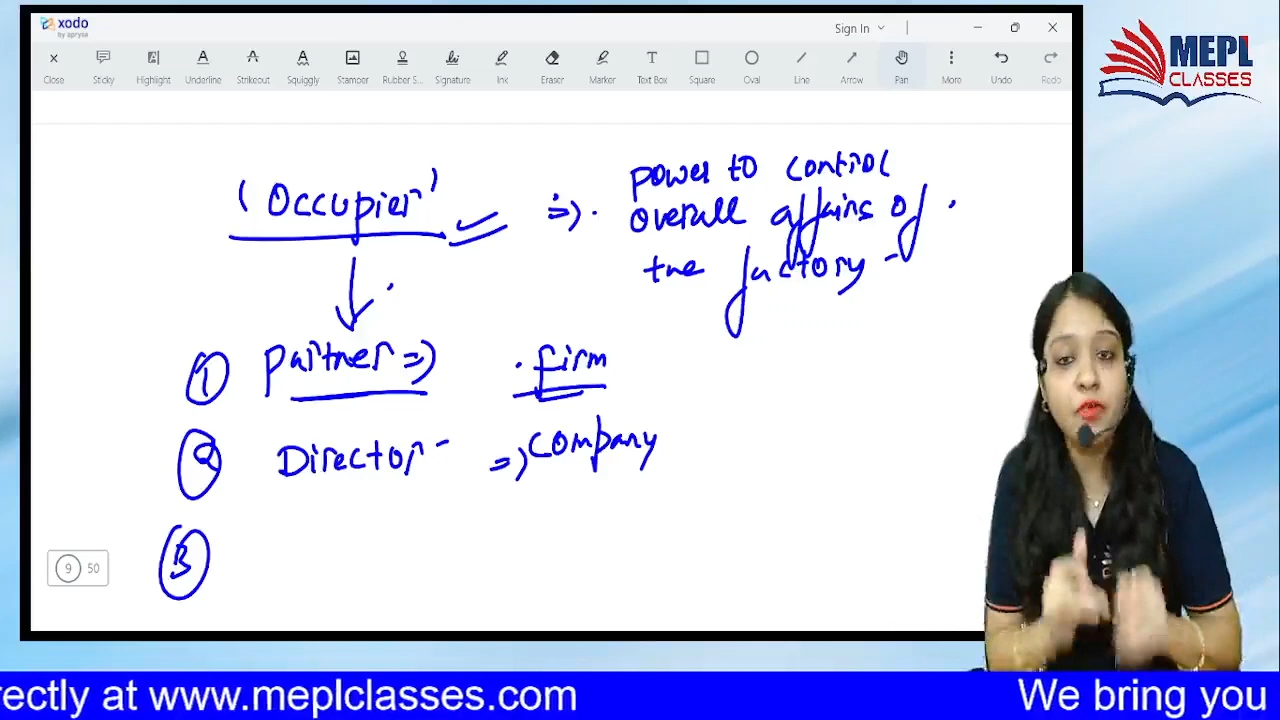 xodo
by apryse
Sign In
Close Sticky Highlight Underline Strikeout Squiggly Stamper Rubber S... Signature Ink Eraser Marker Text Box Square Oval Line Arrow Pan More Undo Redo
MEPL
CLASSES
(Occupier) => power to control
overall affairs of
the factory
1 Partner => firm
2 Director => company
3
9 50
rectly at www.meplclasses.com We bring you